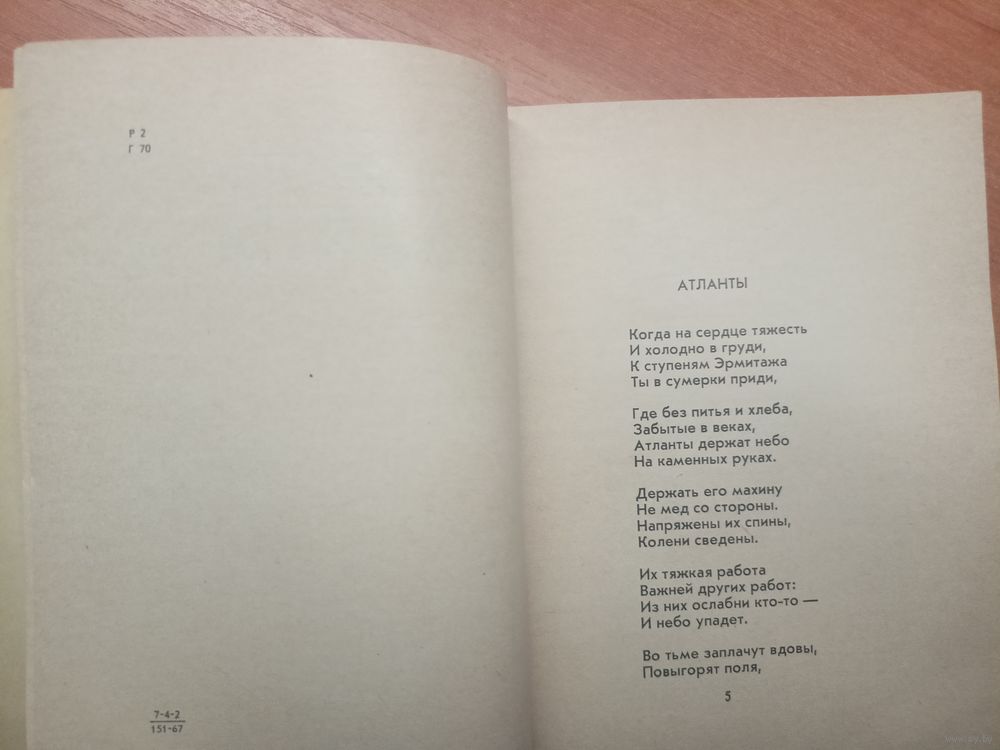 Р 2
Г 70
7-4-2
151-67
АТЛАНТЫ
Когда на сердце тяжесть
И холодно в груди,
К ступеням Эрмитажа
Ты в сумерки приди,
Где без питья и хлеба,
Забытые в веках,
Атланты держат небо
На каменных руках.
Держать его махину
Не мед со стороны.
Напряжены их спины,
Колени сведены.
Их тяжкая работа
Важней других работ:
Из них ослабни кто-то —
И небо упадет.
Во тьме заплачут вдовы,
Повыгорят поля,
5
www.ay.by